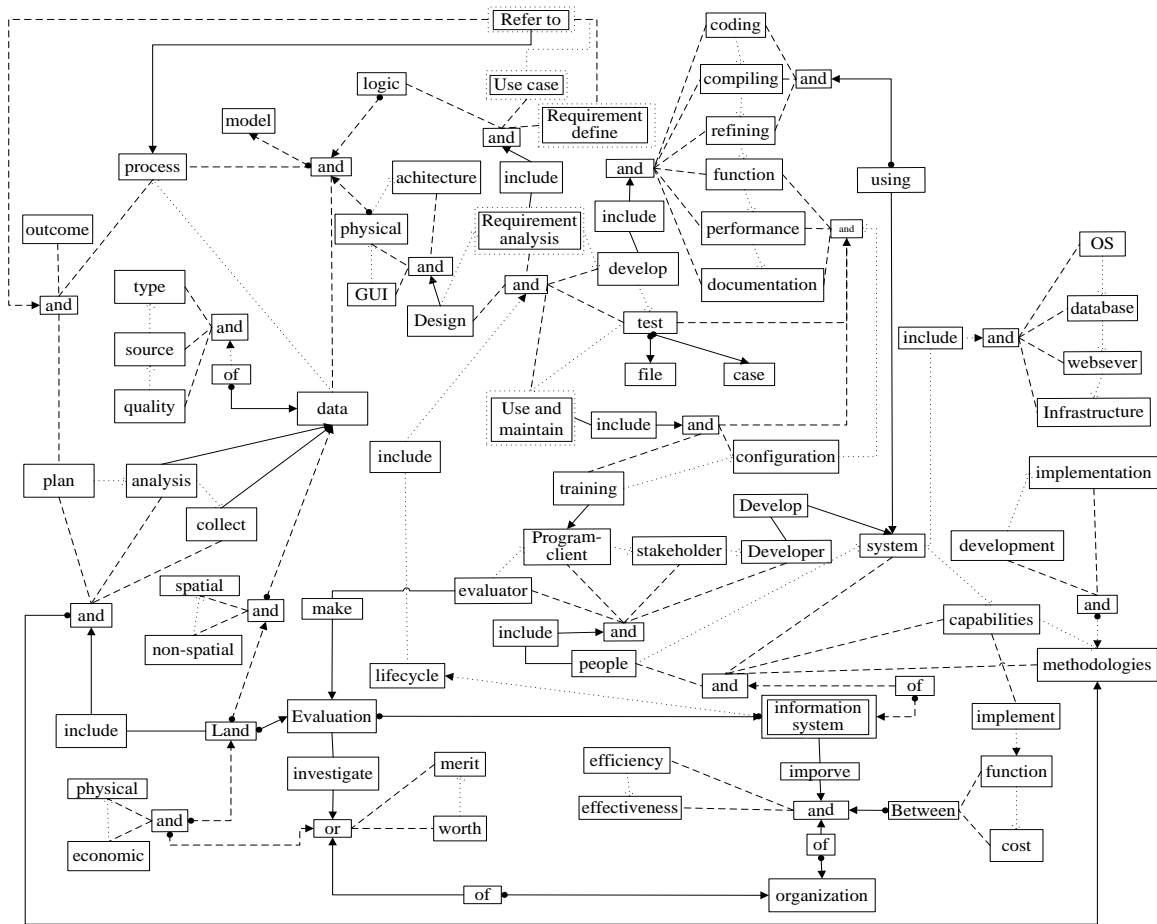 Refer to
coding
logic
Use case
compiling
and
model
Requirement
define
and
refining
process
and
and
function
include
using
achitecture
include
physical
Requirement
analysis
performance
and
outcome
OS
and
develop
type
GUI
and
documentation
and
Design
database
and
test
include
and
source
websever
of
file
case
quality
data
Use and
maintain
Infrastructure
include
and
include
configuration
plan
analysis
implementation
training
Develop
collect
Program-
client
stakeholder
Developer
system
development
spatial
evaluator
and
make
and
and
include
and
capabilities
non-spatial
people
methodologies
lifecycle
and
of
include
Land
Evaluation
information
system
implement
investigate
merit
efficiency
imporve
function
physical
and
or
effectiveness
and
Between
worth
economic
of
cost
of
organization